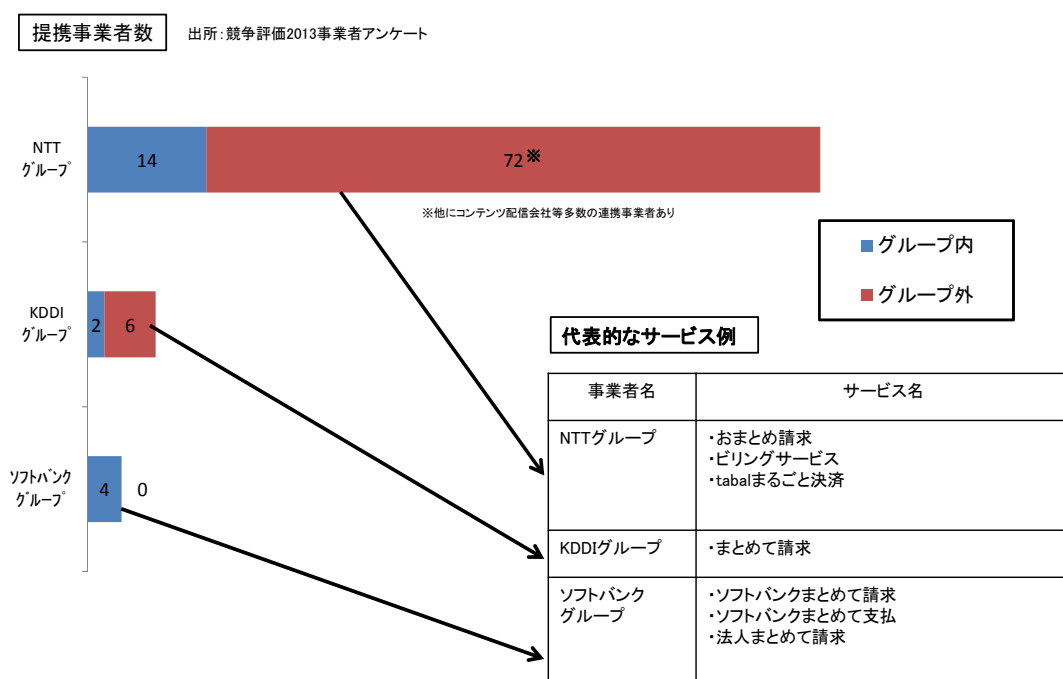 提携事業者数
出所:競争評価2013事業者アンケート
NTT
グループ
14
72※
※他にコンテンツ配信会社等多数の連携事業者あり
グループ内
グループ外
KDDI
グループ
2
6
ソフトバンク
グループ
4
0
代表的なサービス例
事業者名
サービス名
NTTグループ
・おまとめ請求
・ビリングサービス
・tabalまるごと決済
KDDIグループ
・まとめて請求
ソフトバンク
グループ
・ソフトバンクまとめて請求
・ソフトバンクまとめて支払
・法人まとめて請求